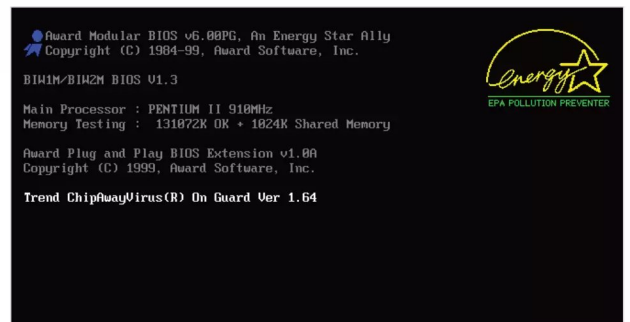 Award Modular BIOS v6.00PG, An Energy Star Ally
Copyright (C) 1984-99, Award Software, Inc.
BIW1M/BIW2M BIOS V1.3
energy
EPA POLLUTION PREVENTER
Main Processor : PENTIUM II 910MHz
Memory Testing : 131072K OK + 1024K Shared Memory
Award Plug and Play BIOS Extension v1.0A
Copyright (C) 1999, Award Software, Inc.
Trend ChipAwayVirus(R) On Guard Ver 1.64